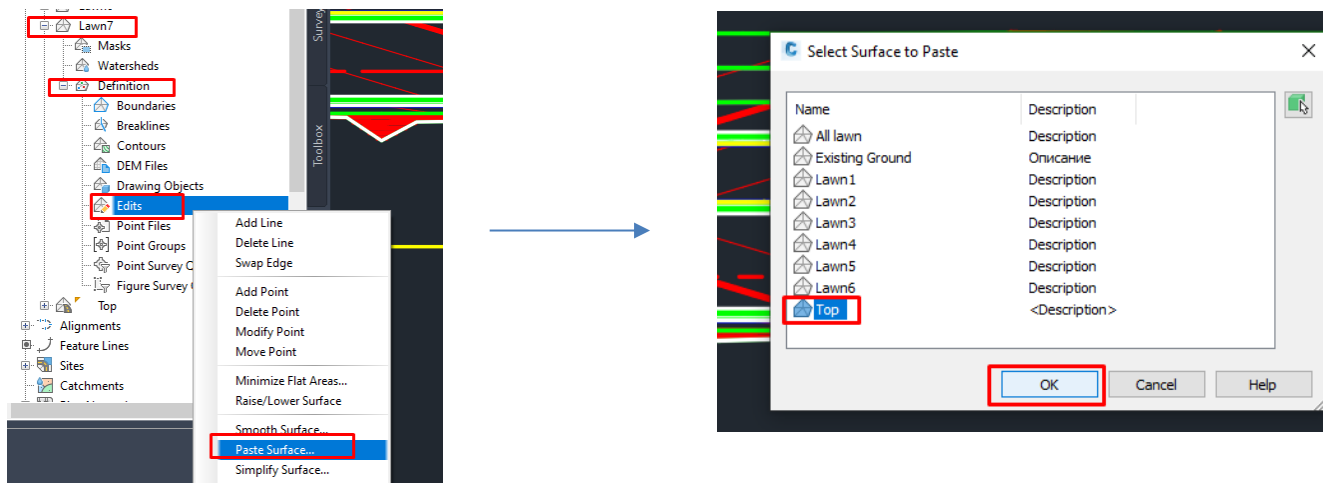 Lawn7
Masks
Watersheds
Definition
Boundaries
Breaklines
Contours
DEM Files
Drawing Objects
Edits
Point Files
Point Groups
Point Survey
Figure Survey
Top
Alignments
Feature Lines
Sites
Catchments
Survey
Toolbox
Add Line
Delete Line
Swap Edge
Add Point
Delete Point
Modify Point
Move Point
Minimize Flat Areas...
Raise/Lower Surface
Smooth Surface...
Paste Surface...
Simplify Surface...
Select Surface to Paste
Name Description
All lawn Description
Existing Ground Описание
Lawn1 Description
Lawn2 Description
Lawn3 Description
Lawn4 Description
Lawn5 Description
Lawn6 Description
Top <Description>
OK Cancel Help